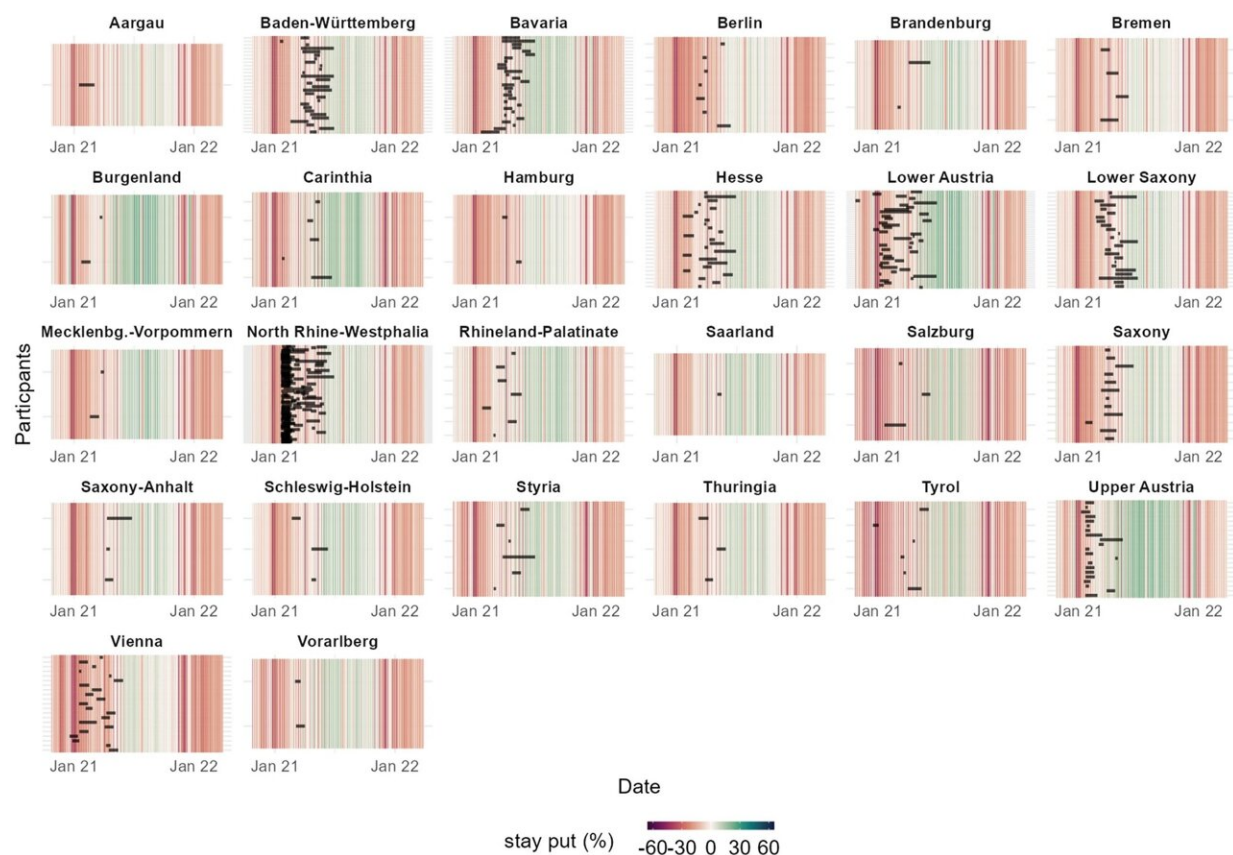 Aargau Baden-Württemberg Bavaria Berlin Brandenburg Bremen
Jan 21 Jan 22 Jan 21 Jan 22 Jan 21 Jan 22 Jan 21 Jan 22 Jan 21 Jan 22 Jan 21 Jan 22
Burgenland Carinthia Hamburg Hesse Lower Austria Lower Saxony
Jan 21 Jan 22 Jan 21 Jan 22 Jan 21 Jan 22 Jan 21 Jan 22 Jan 21 Jan 22 Jan 21 Jan 22
Mecklenbg.-Vorpommern North Rhine-Westphalia Rhineland-Palatinate Saarland Salzburg Saxony
Particpants
Jan 21 Jan 22 Jan 21 Jan 22 Jan 21 Jan 22 Jan 21 Jan 22 Jan 21 Jan 22 Jan 21 Jan 22
Saxony-Anhalt Schleswig-Holstein Styria Thuringia Tyrol Upper Austria
Jan 21 Jan 22 Jan 21 Jan 22 Jan 21 Jan 22 Jan 21 Jan 22 Jan 21 Jan 22 Jan 21 Jan 22
Vienna Vorarlberg
Jan 21 Jan 22 Jan 21 Jan 22
Date
stay put (%) -60-30 0 30 60